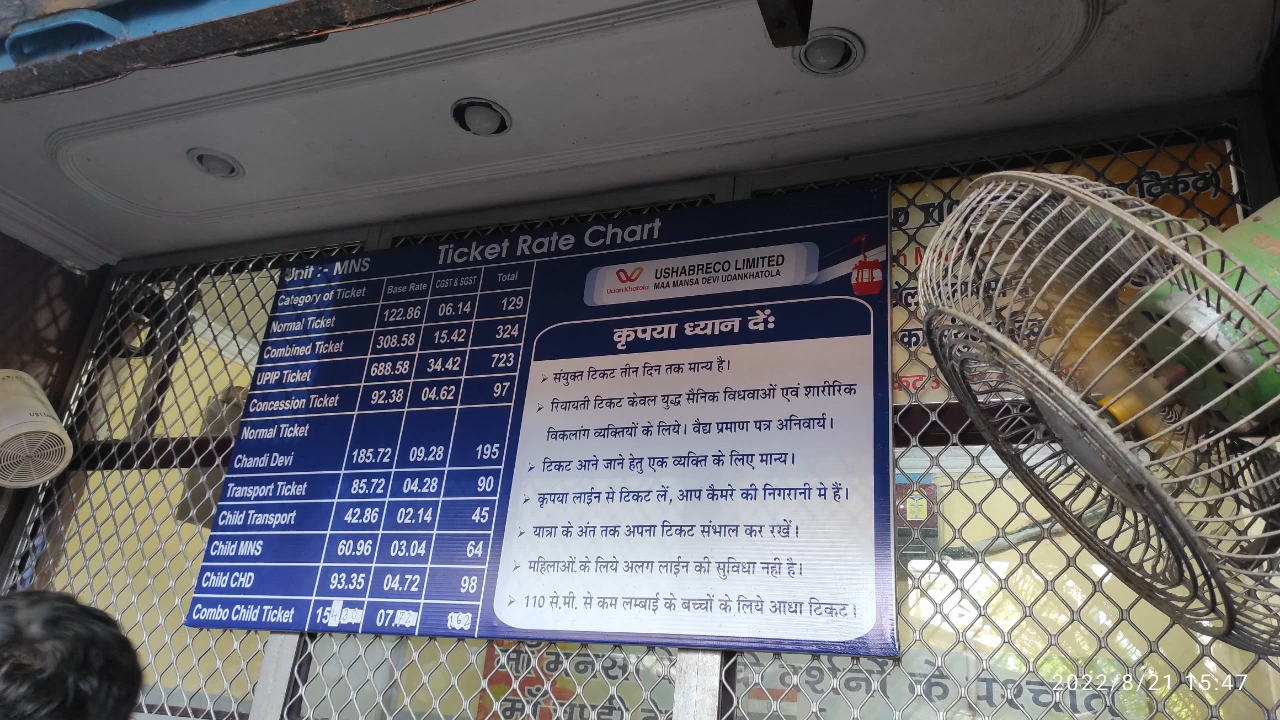 Ticket Rate Chart
Unit :- MNS
Category of Ticket Base Rate CGST & SGST Total
Normal Ticket 122.86 06.14 129
Combined Ticket 308.58 15.42 324
UPIP Ticket 688.58 34.42 723
Concession Ticket 92.38 04.62 97
Normal Ticket
Chandi Devi 185.72 09.28 195
Transport Ticket 85.72 04.28 90
Child Transport 42.86 02.14 45
Child MNS 60.96 03.04 64
Child CHD 93.35 04.72 98
Combo Child Ticket
USHABRECO LIMITED
Udan Khatola
MAA MANSA DEVI UDANKHATOLA
कृपया ध्यान दें:
➢ संयुक्त टिकट तीन दिन तक मान्य है।
➢ रियायती टिकट केवल युद्ध सैनिक विधवाओं एवं शारीरिक
विकलांग व्यक्तियों के लिये। वैद्य प्रमाण पत्र अनिवार्य।
➢ टिकट आने जाने हेतु एक व्यक्ति के लिए मान्य।
➢ कृपया लाईन से टिकट लें, आप कैमरे की निगरानी मे हैं।
➢ यात्रा के अंत तक अपना टिकट संभाल कर रखें।
➢ महिलाओं के लिये अलग लाईन की सुविधा नही है।
➢ 110 से.मी. से कम लम्बाई के बच्चों के लिये आधा टिकट।
के दर्शनों के पश्चात
2022/8/21 15:47